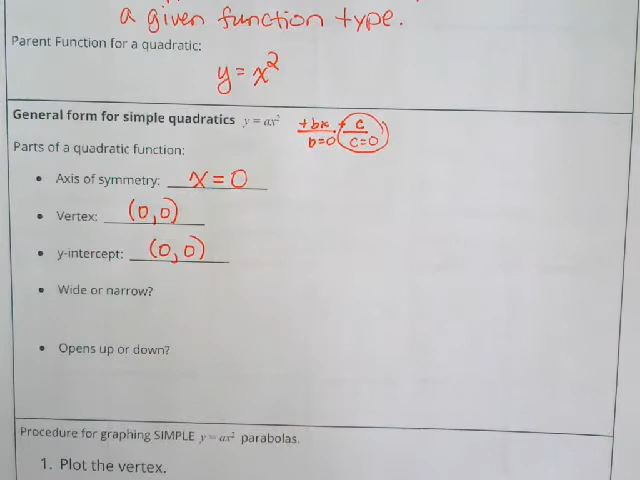 a given function type.
Parent Function for a quadratic:
y = x²
General form for simple quadratics y = ax² + bx + c
b=0 c=0
Parts of a quadratic function:
• Axis of symmetry: x = 0
• Vertex: (0,0)
• y-intercept: (0,0)
• Wide or narrow?
• Opens up or down?
Procedure for graphing SIMPLE y = ax² parabolas.
1. Plot the vertex.